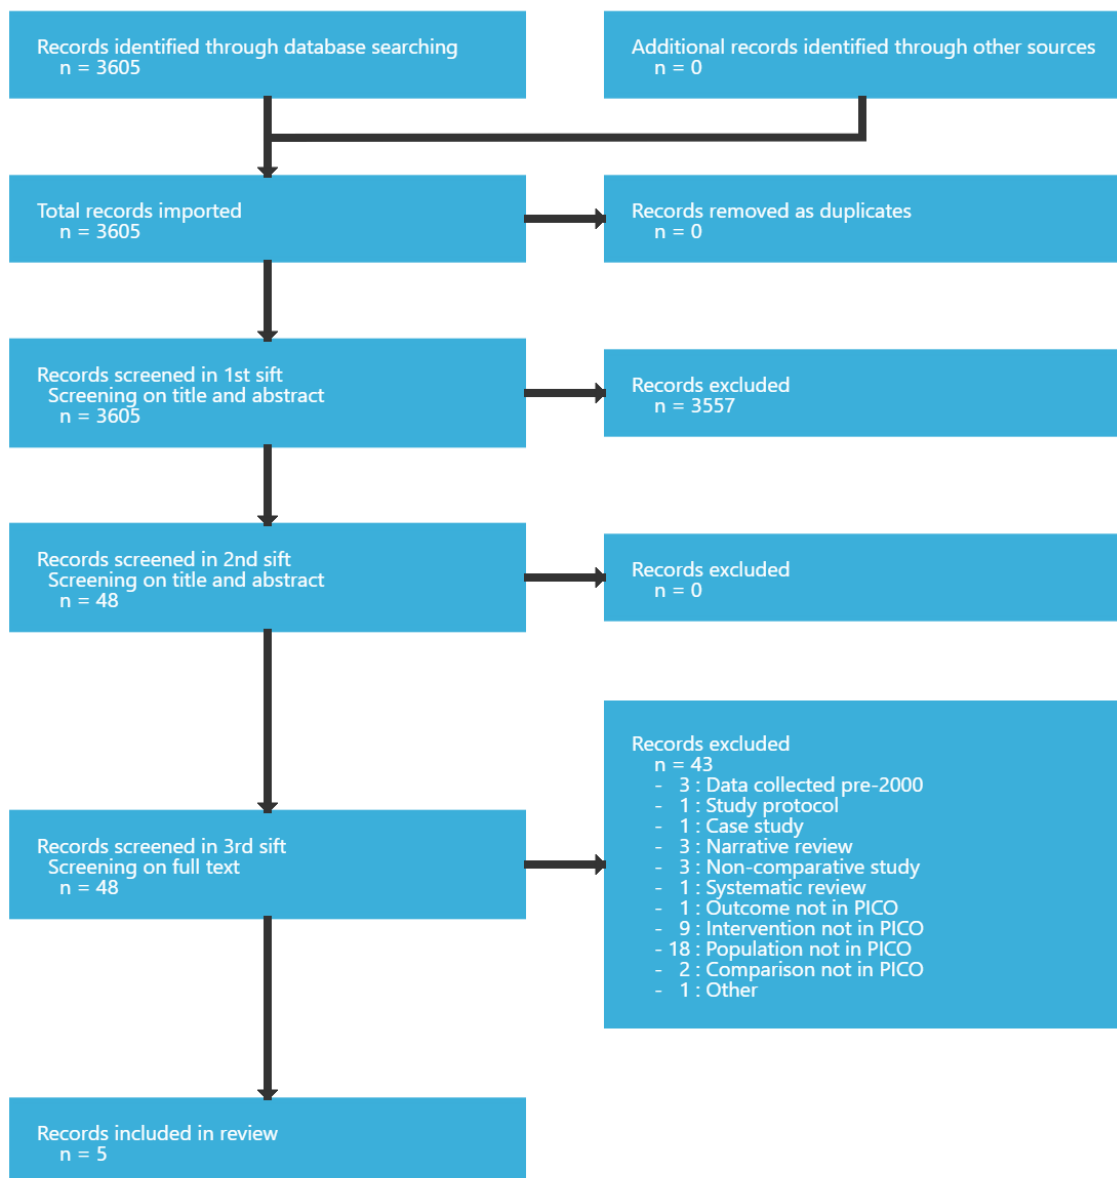 Records identified through database searching
n = 3605
Additional records identified through other sources
n = 0
Total records imported
n = 3605
Records removed as duplicates
n = 0
Records screened in 1st sift
Screening on title and abstract
n = 3605
Records excluded
n = 3557
Records screened in 2nd sift
Screening on title and abstract
n = 48
Records excluded
n = 0
Records screened in 3rd sift
Screening on full text
n = 48
Records excluded
n = 43
- 3 : Data collected pre-2000
- 1 : Study protocol
- 1 : Case study
- 3 : Narrative review
- 3 : Non-comparative study
- 1 : Systematic review
- 1 : Outcome not in PICO
- 9 : Intervention not in PICO
- 18 : Population not in PICO
- 2 : Comparison not in PICO
- 1 : Other
Records included in review
n = 5